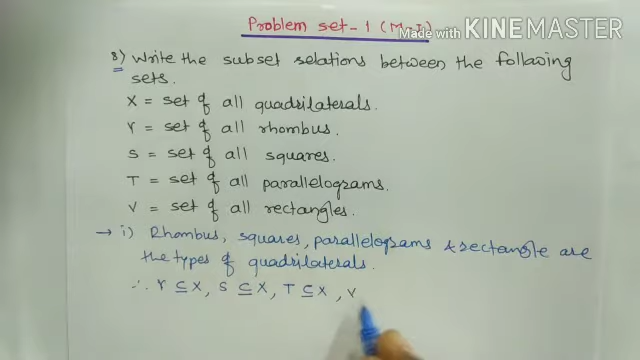 Problem set-1 (M-I)
Made with KINEMASTER
8) Write the subset relations between the following
sets.
X = set of all quadrilaterals.
Y = set of all rhombus.
S = set of all squares.
T = set of all parallelograms.
V = set of all rectangles.
→ i) Rhombus, squares, parallelograms & rectangle are
the types of quadrilaterals.
∴ Y ⊆ X, S ⊆ X, T ⊆ X, V